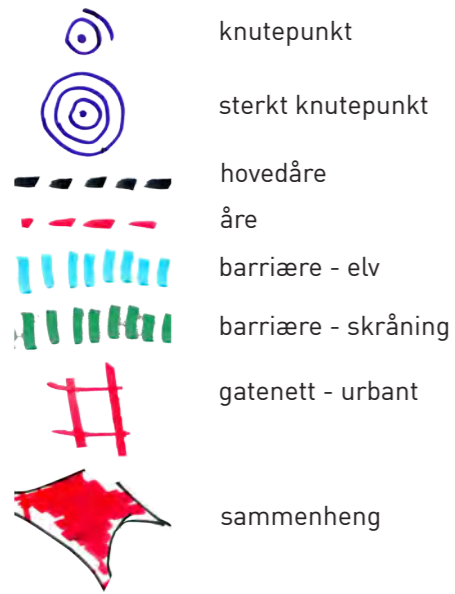 knutepunkt
sterkt knutepunkt
hovedåre
åre
barriære - elv
barriære - skråning
gatenett - urbant
sammenheng